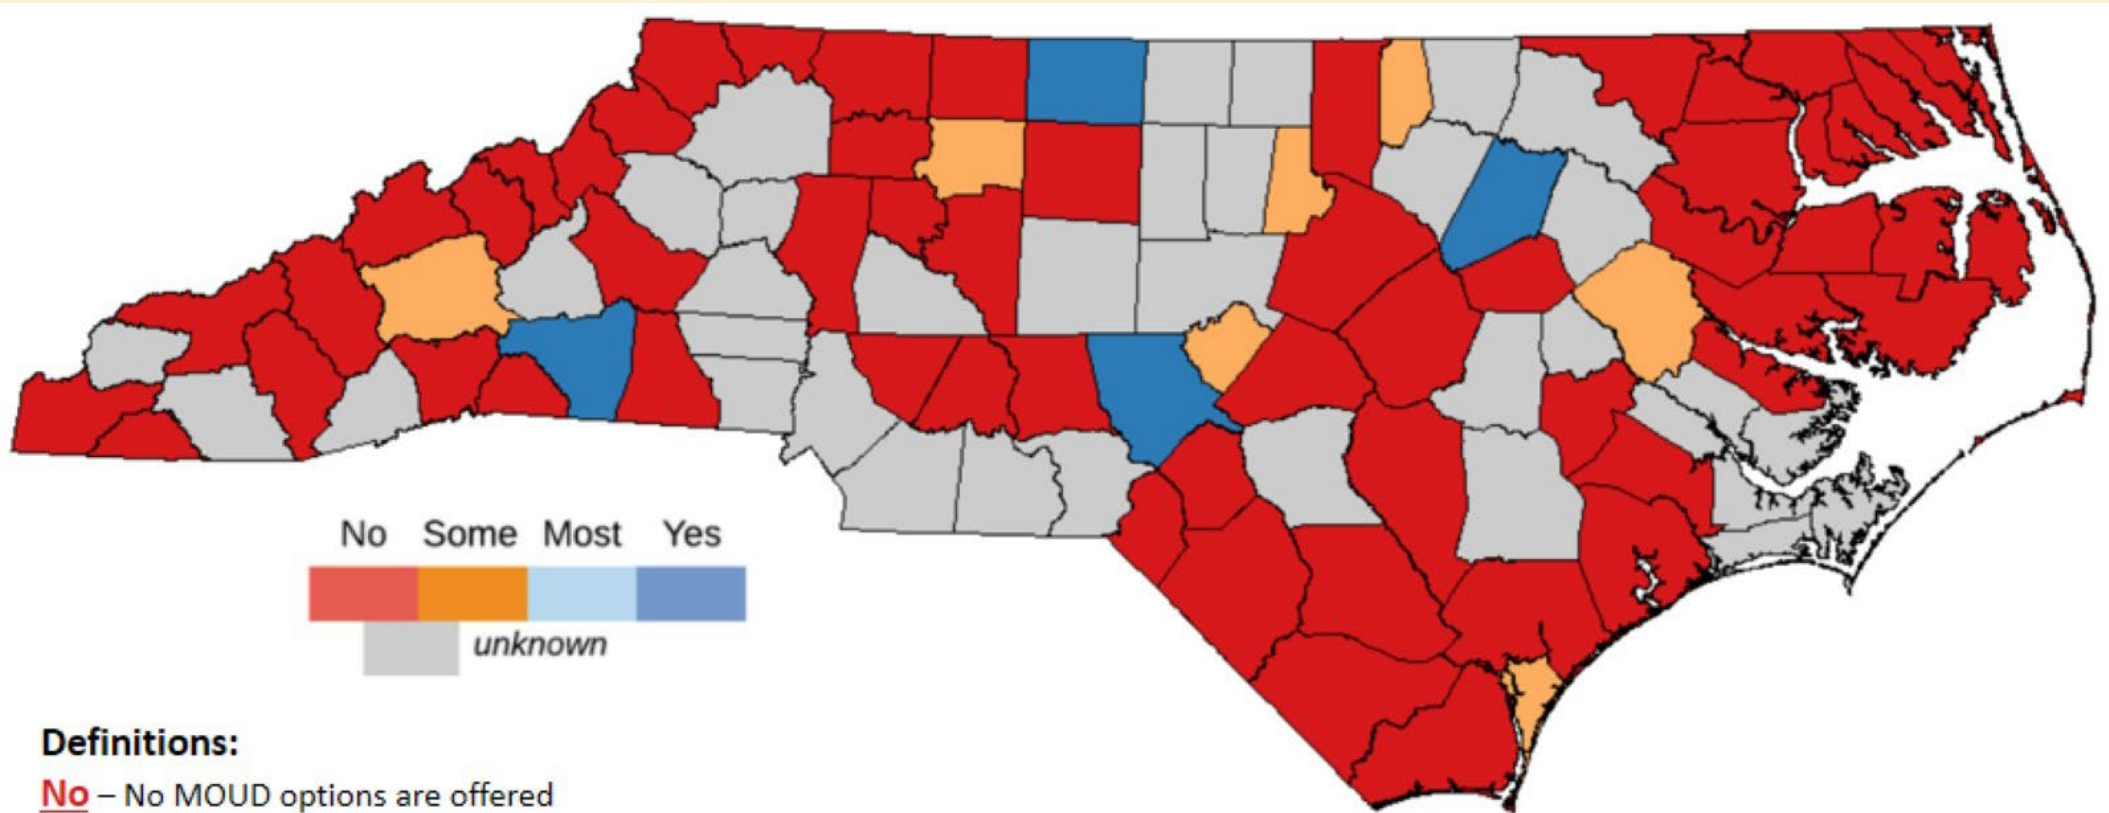 No Some Most Yes
unknown
Definitions:
No – No MOUD options are offered